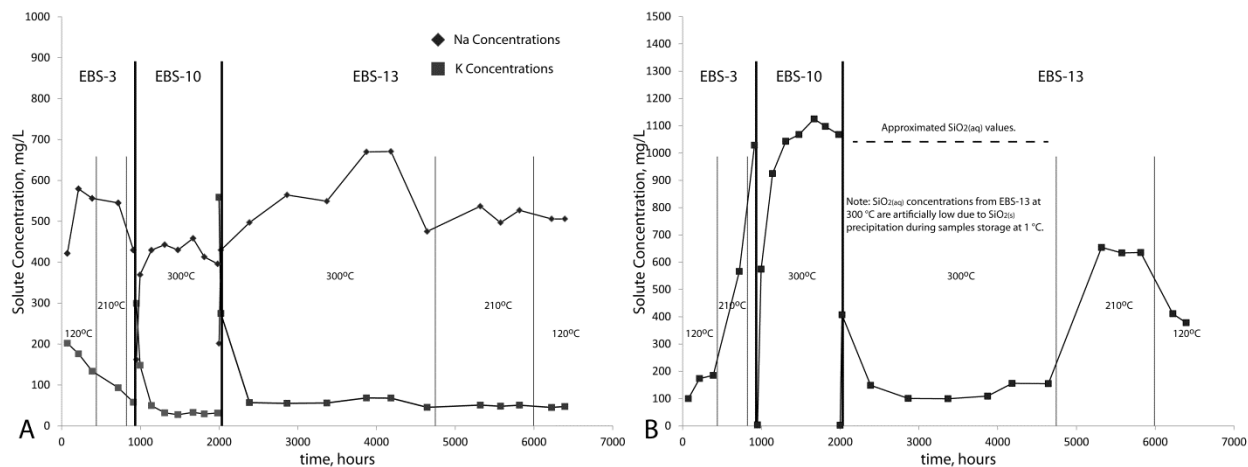 1000
900
800
700
600
500
400
300
200
100
0
Solute Concentration, mg/L
EBS-3
EBS-10
EBS-13
Na Concentrations
K Concentrations
120ºC
210ºC
300ºC
300ºC
210ºC
120ºC
A
0
1000
2000
3000
4000
5000
6000
7000
time, hours
1500
1400
1300
1200
1100
1000
900
800
700
600
500
400
300
200
100
0
Solute Concentration, mg/L
EBS-3
EBS-10
EBS-13
Approximated SiO2(aq) values.
Note: SiO2(aq) concentrations from EBS-13 at
300 °C are artificially low due to SiO2(s)
precipitation during samples storage at 1 °C.
120ºC
210ºC
300ºC
300ºC
210ºC
120ºC
B
0
1000
2000
3000
4000
5000
6000
7000
time, hours